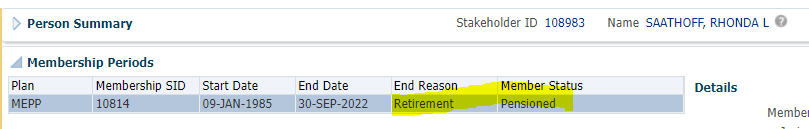 Person Summary Stakeholder ID 108983 Name SAATHOFF, RHONDA L ?
Membership Periods
Plan Membership SID Start Date End Date End Reason Member Status Details
MEPP 10814 09-JAN-1985 30-SEP-2022 Retirement Pensioned